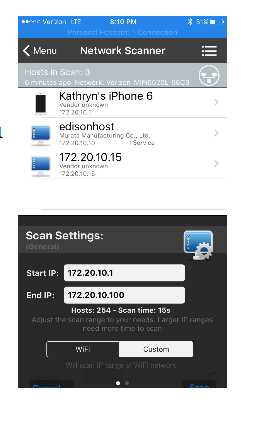 Verizon LTE 8:10 PM 31%
Personal Hotspot: 1 Connection
Menu Network Scanner
Hosts in Scan: 3
6 minutes ago Network: Verizon MiFi6620L 9603
Kathryn's iPhone 6
Vendor unknown
172.20.10.1
edisonhost
Murata Manufacturing Co., Ltd.
172.20.10.10 1 Service
172.20.10.15
Vendor unknown
172.20.10.15
Scan Settings:
(General)
Start IP: 172.20.10.1
End IP: 172.20.10.100
Hosts: 254 - Scan time: 15s
Adjust the scan range to your needs. Larger IP ranges
need more time to scan
WiFi Custom
Will scan IP range of WiFi network
Cancel Scan